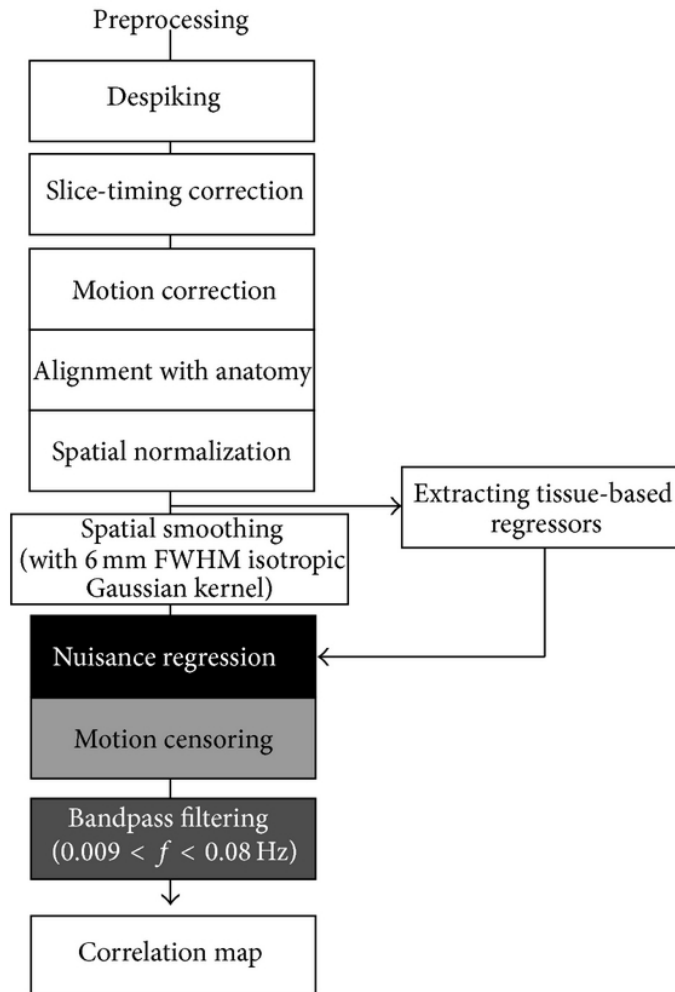 Preprocessing
Despiking
Slice-timing correction
Motion correction
Alignment with anatomy
Spatial normalization
Extracting tissue-based
regressors
Spatial smoothing
(with 6 mm FWHM isotropic
Gaussian kernel)
Nuisance regression
Motion censoring
Bandpass filtering
(0.009 < f < 0.08 Hz)
Correlation map